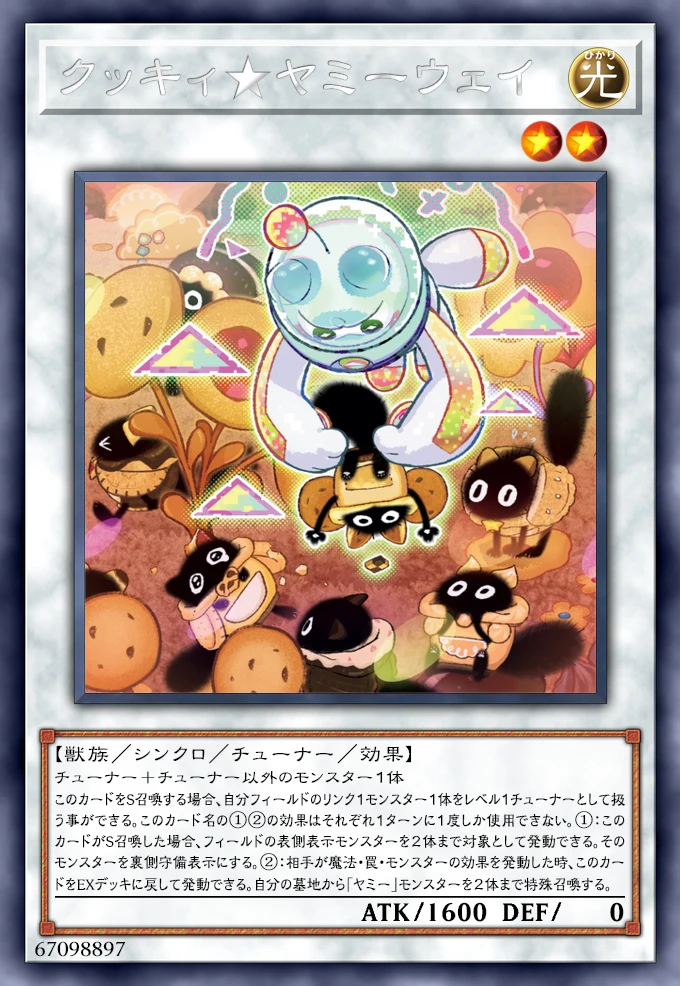 クッキィ★ヤミーウェイ
ひかり
光
【獣族／シンクロ／チューナー／効果】
チューナー＋チューナー以外のモンスター1体
このカードをS召喚する場合、自分フィールドのリンク1モンスター1体をレベル1チューナーとして扱
う事ができる。このカード名の①②の効果はそれぞれ1ターンに1度しか使用できない。①：こ の
カードがS召喚した場合、フィールドの表側表示モンスターを2体まで対象として発動できる。その
モンスターを裏側守備表示にする。②：相手が魔法・罠・モンスターの効果を発動した時、このカー
ドをEXデッキに戻して発動できる。自分の墓地から「ヤミー」モンスターを2体まで特殊召喚する。
ATK/1600 DEF/ 0
67098897